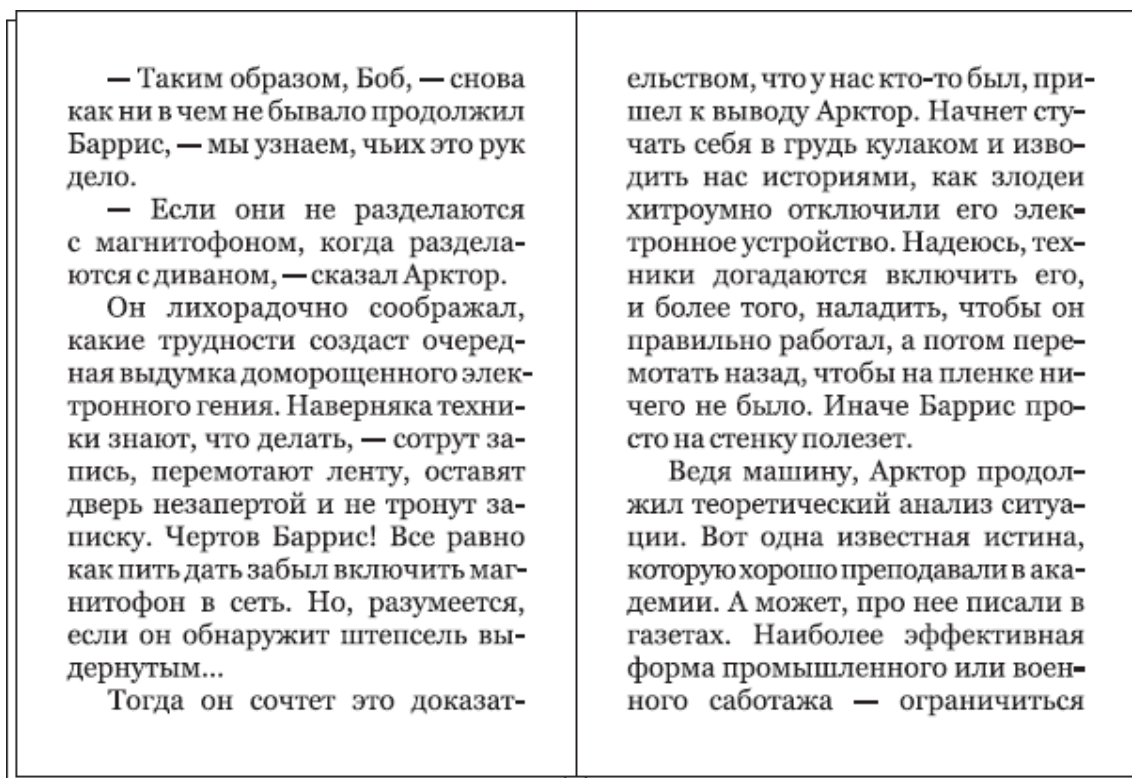 — Таким образом, Боб, — снова
как ни в чем не бывало продолжил
Баррис, — мы узнаем, чьих это рук
дело.
— Если они не разделаются
с магнитофоном, когда раздела-
ются с диваном, — сказал Арктор.
Он лихорадочно соображал,
какие трудности создаст очеред-
ная выдумка доморощенного элек-
тронного гения. Наверняка техни-
ки знают, что делать, — сотрут за-
пись, перемотают ленту, оставят
дверь незапертой и не тронут за-
писку. Чертов Баррис! Все равно
как пить дать забыл включить маг-
нитофон в сеть. Но, разумеется,
если он обнаружит штепсель вы-
дернутым...
Тогда он сочтет это доказат-
ельством, что у нас кто-то был, при-
шел к выводу Арктор. Начнет сту-
чать себя в грудь кулаком и изво-
дить нас историями, как злодеи
хитроумно отключили его элек-
тронное устройство. Надеюсь, тех-
ники догадаются включить его,
и более того, наладить, чтобы он
правильно работал, а потом пере-
мотать назад, чтобы на пленке ни-
чего не было. Иначе Баррис про-
сто на стенку полезет.
Ведя машину, Арктор продол-
жил теоретический анализ ситуа-
ции. Вот одна известная истина,
которую хорошо преподавали в ака-
демии. А может, про нее писали в
газетах. Наиболее эффективная
форма промышленного или воен-
ного саботажа — ограничиться